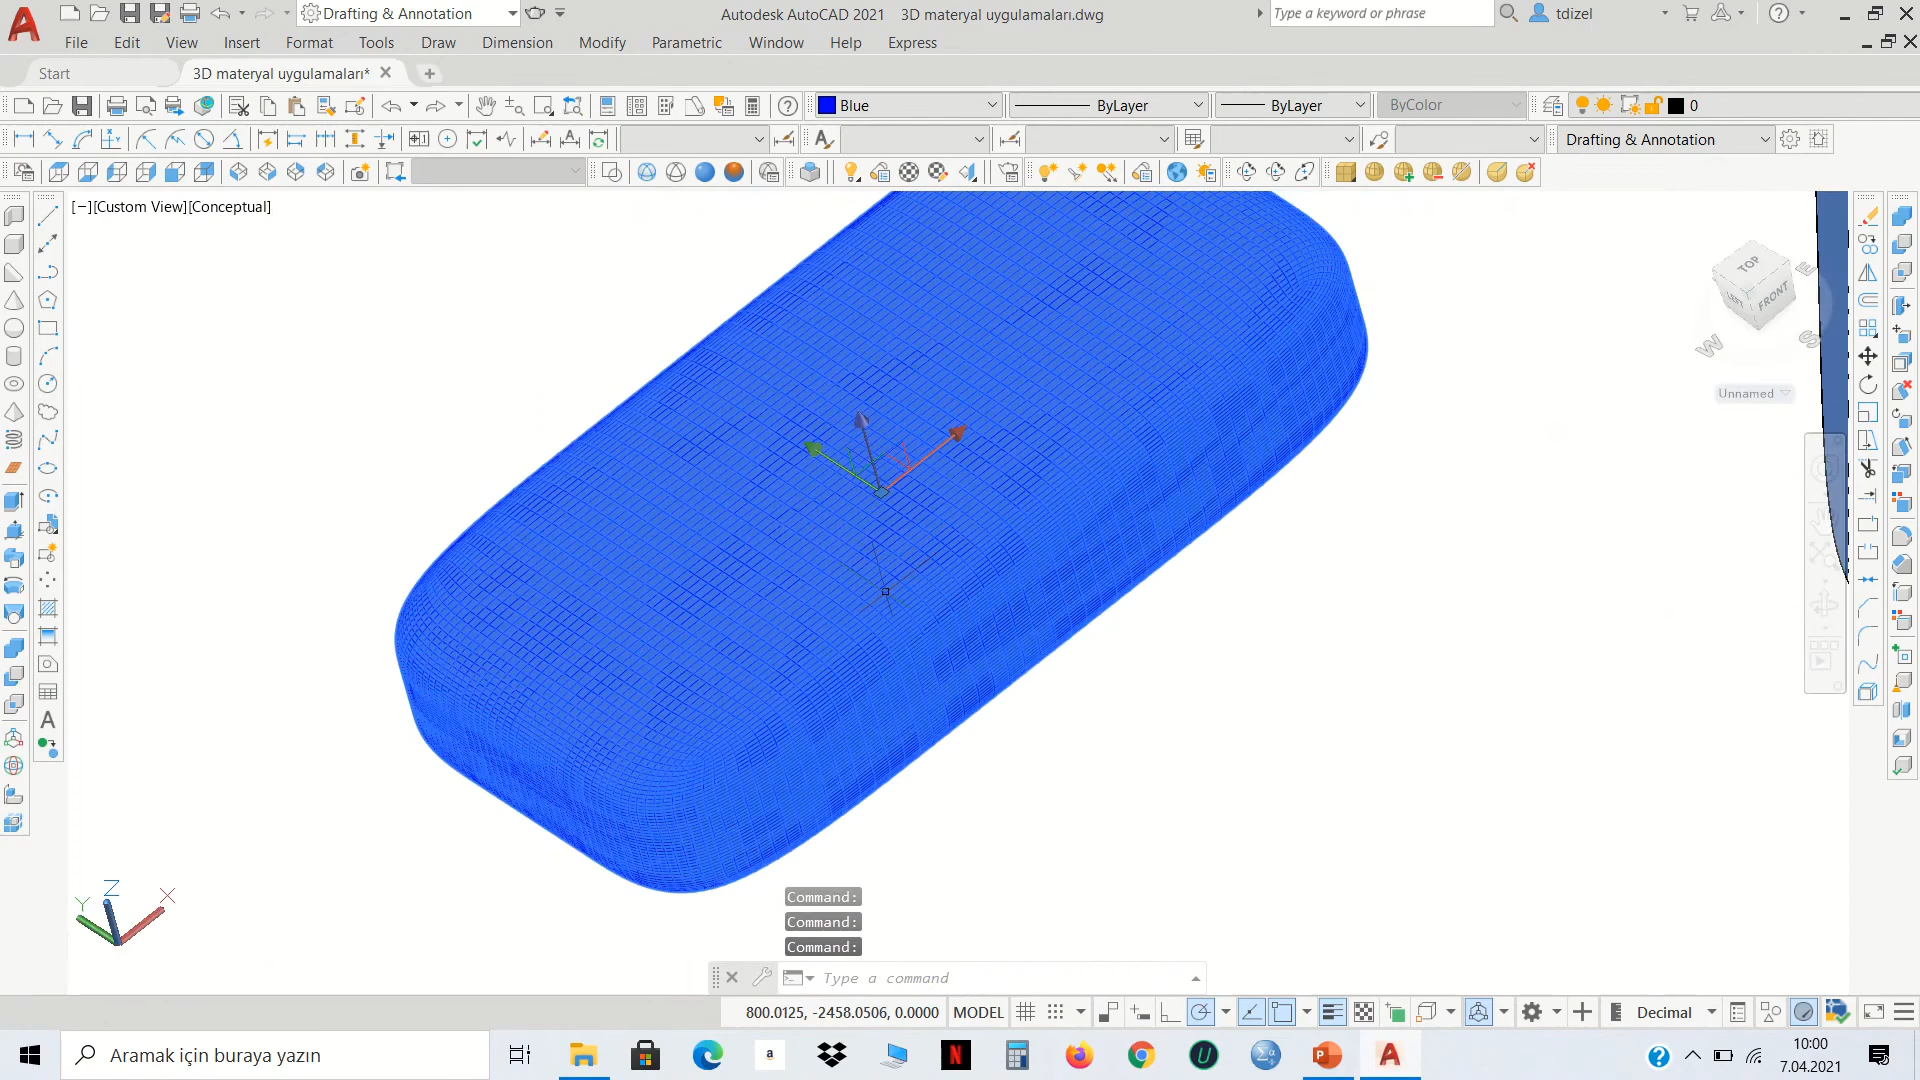 Drafting & Annotation
Autodesk AutoCAD 2021 3D materyal uygulamaları.dwg
Type a keyword or phrase
tdizel
File Edit View Insert Format Tools Draw Dimension Modify Parametric Window Help Express
Start
3D materyal uygulamaları*
Blue
ByLayer
ByLayer
ByColor
0
Drafting & Annotation
[−][Custom View][Conceptual]
TOP
LEFT
FRONT
E
W
S
Unnamed
Z
Y
X
Command:
Command:
Command:
Type a command
800.0125, -2458.0506, 0.0000
MODEL
Decimal
Aramak için buraya yazın
10:00
7.04.2021